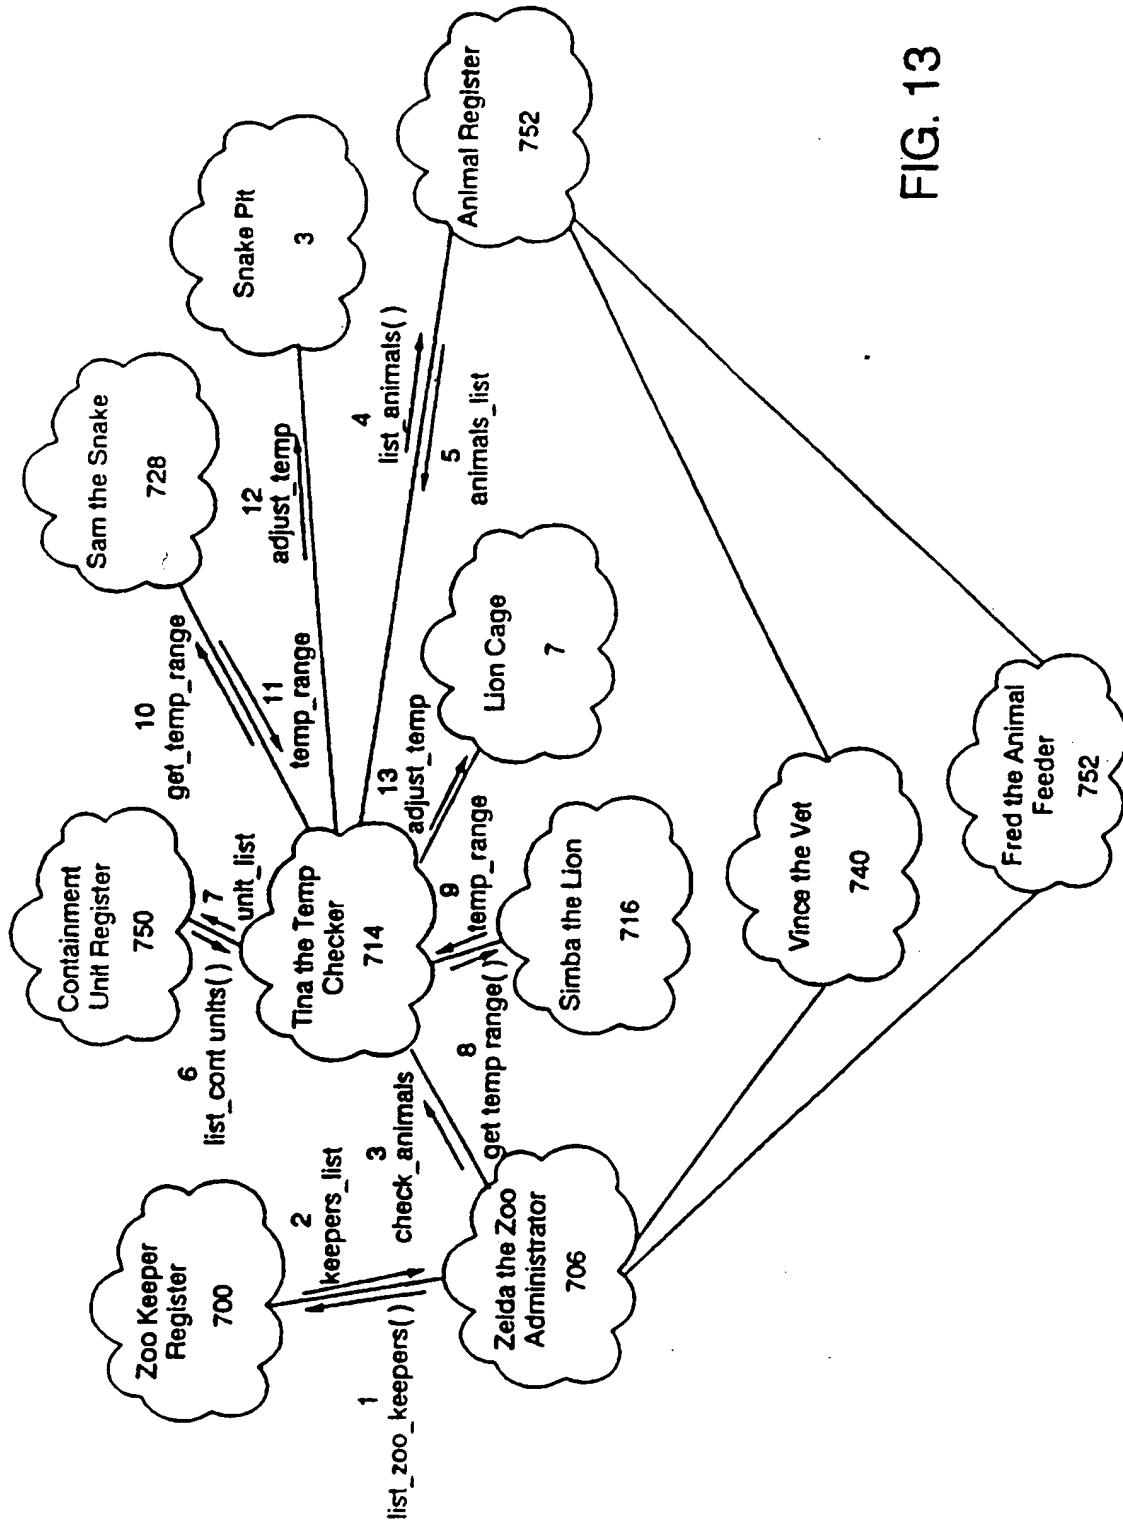 Zoo Keeper
Register
700
1
list_zoo_keepers()
2
keepers_list
Zelda the Zoo
Administrator
706
3
check_animals
Containment
Unit Register
750
6
list_cont units()
7
unit_list
Tina the Temp
Checker
714
8
get temp range()
9
temp_range
Simba the Lion
716
10
get_temp_range
11
temp_range
Sam the Snake
728
12
adjust_temp
Snake Pit
3
13
adjust_temp
Lion Cage
7
4
list_animals()
5
animals_list
Animal Register
752
Vince the Vet
740
Fred the Animal
Feeder
752
FIG. 13